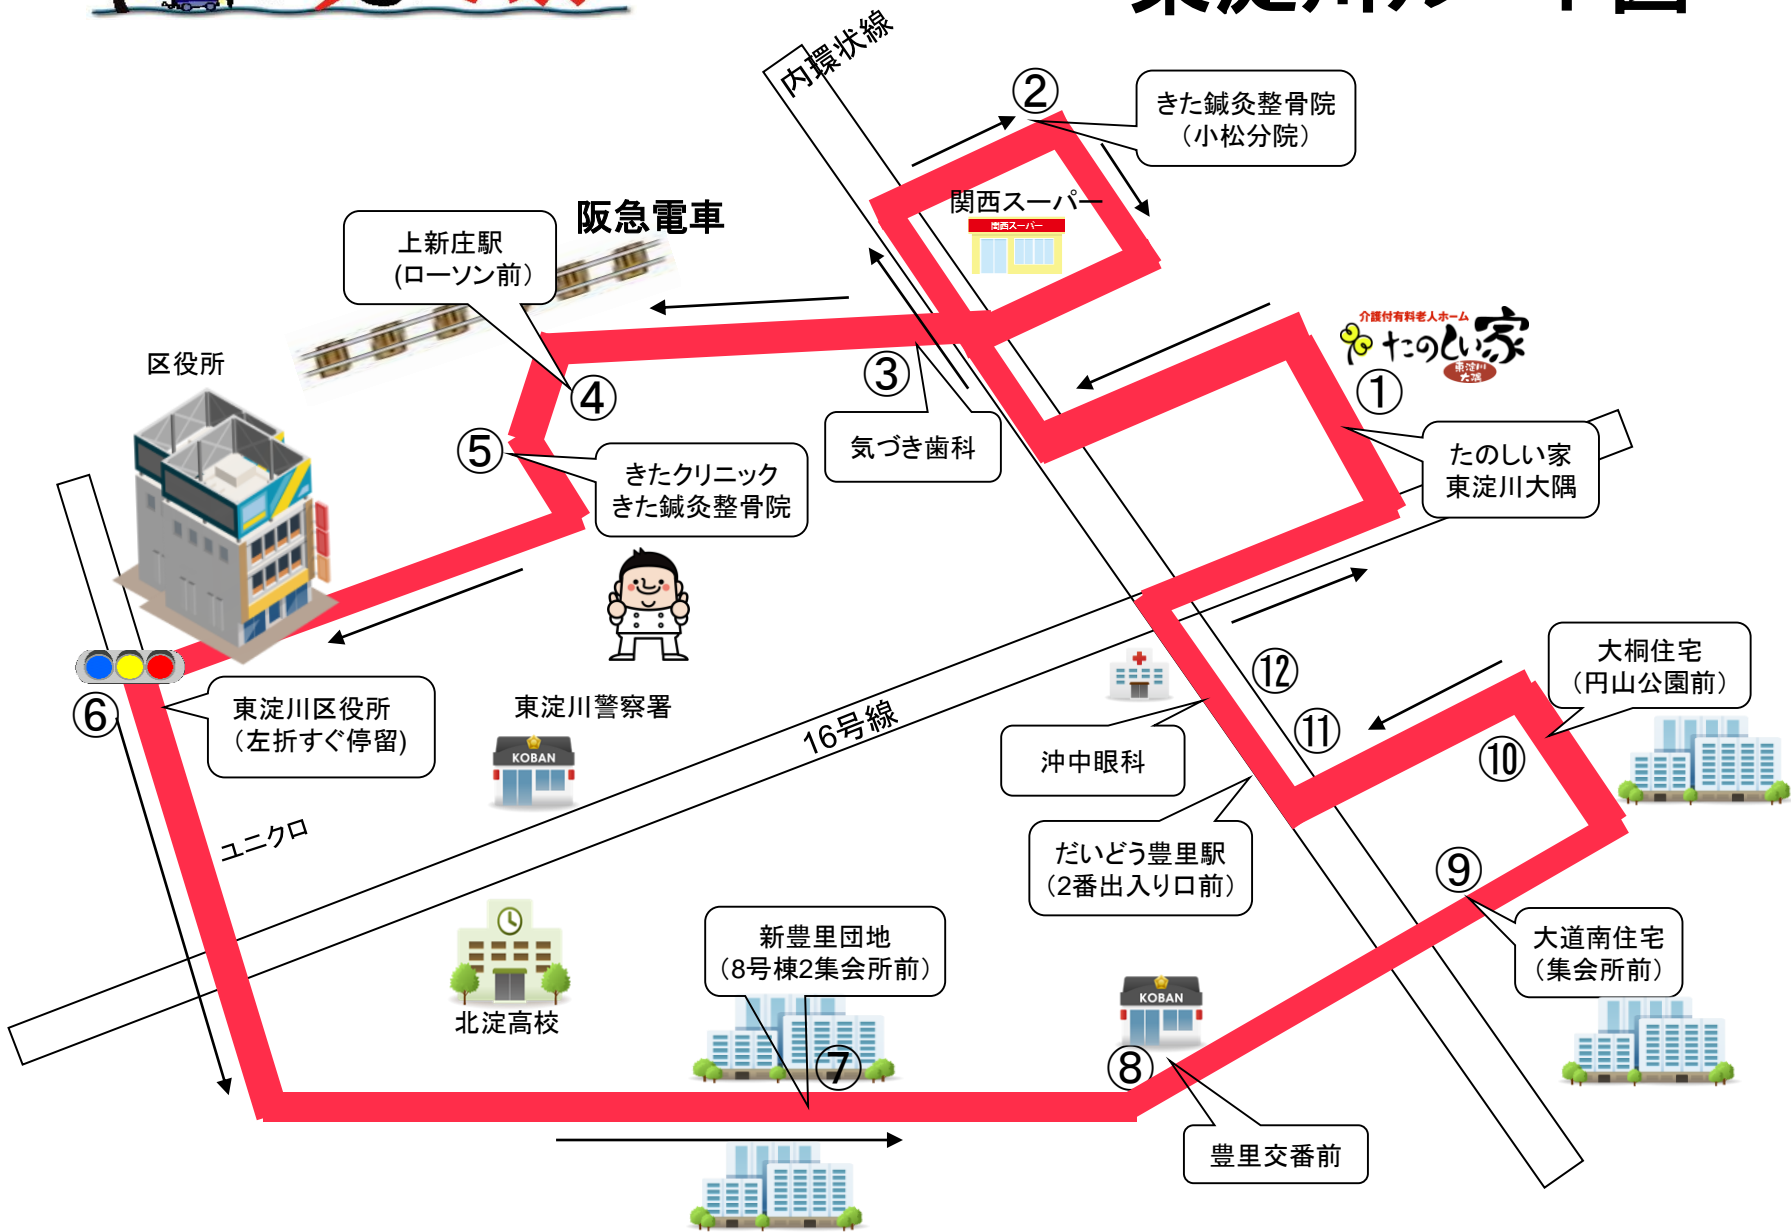 内環状線
②
きた鍼灸整骨院
（小松分院）
関西スーパー
関西スーパー
阪急電車
上新庄駅
(ローソン前）
介護付有料老人ホーム
たのしい家
東淀川
大隅
①
③
④
区役所
気づき歯科
⑤
きたクリニック
きた鍼灸整骨院
たのしい家
東淀川大隅
大桐住宅
（円山公園前）
⑥
東淀川区役所
（左折すぐ停留)
東淀川警察署
KOBAN
16号線
⑫
⑪
⑩
沖中眼科
ユニクロ
だいどう豊里駅
（2番出入り口前）
⑨
新豊里団地
（8号棟2集会所前）
大道南住宅
（集会所前）
北淀高校
KOBAN
⑦
⑧
豊里交番前